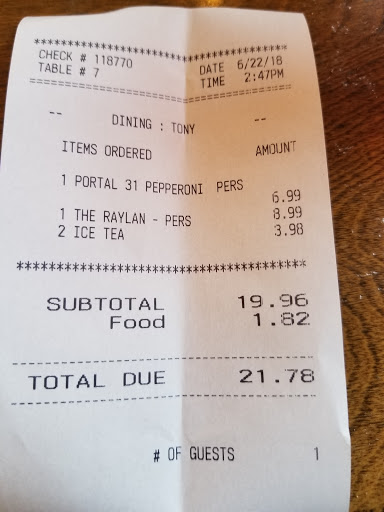 ****************************************
CHECK # 118770 DATE 6/22/18
TABLE # 7 TIME 2:47PM
========================================
-- DINING : TONY --
ITEMS ORDERED AMOUNT
1 PORTAL 31 PEPPERONI PERS
6.99
1 THE RAYLAN - PERS 8.99
2 ICE TEA 3.98
****************************************
SUBTOTAL 19.96
Food 1.82
----------------------------------------
TOTAL DUE 21.78
----------------------------------------
# OF GUESTS 1